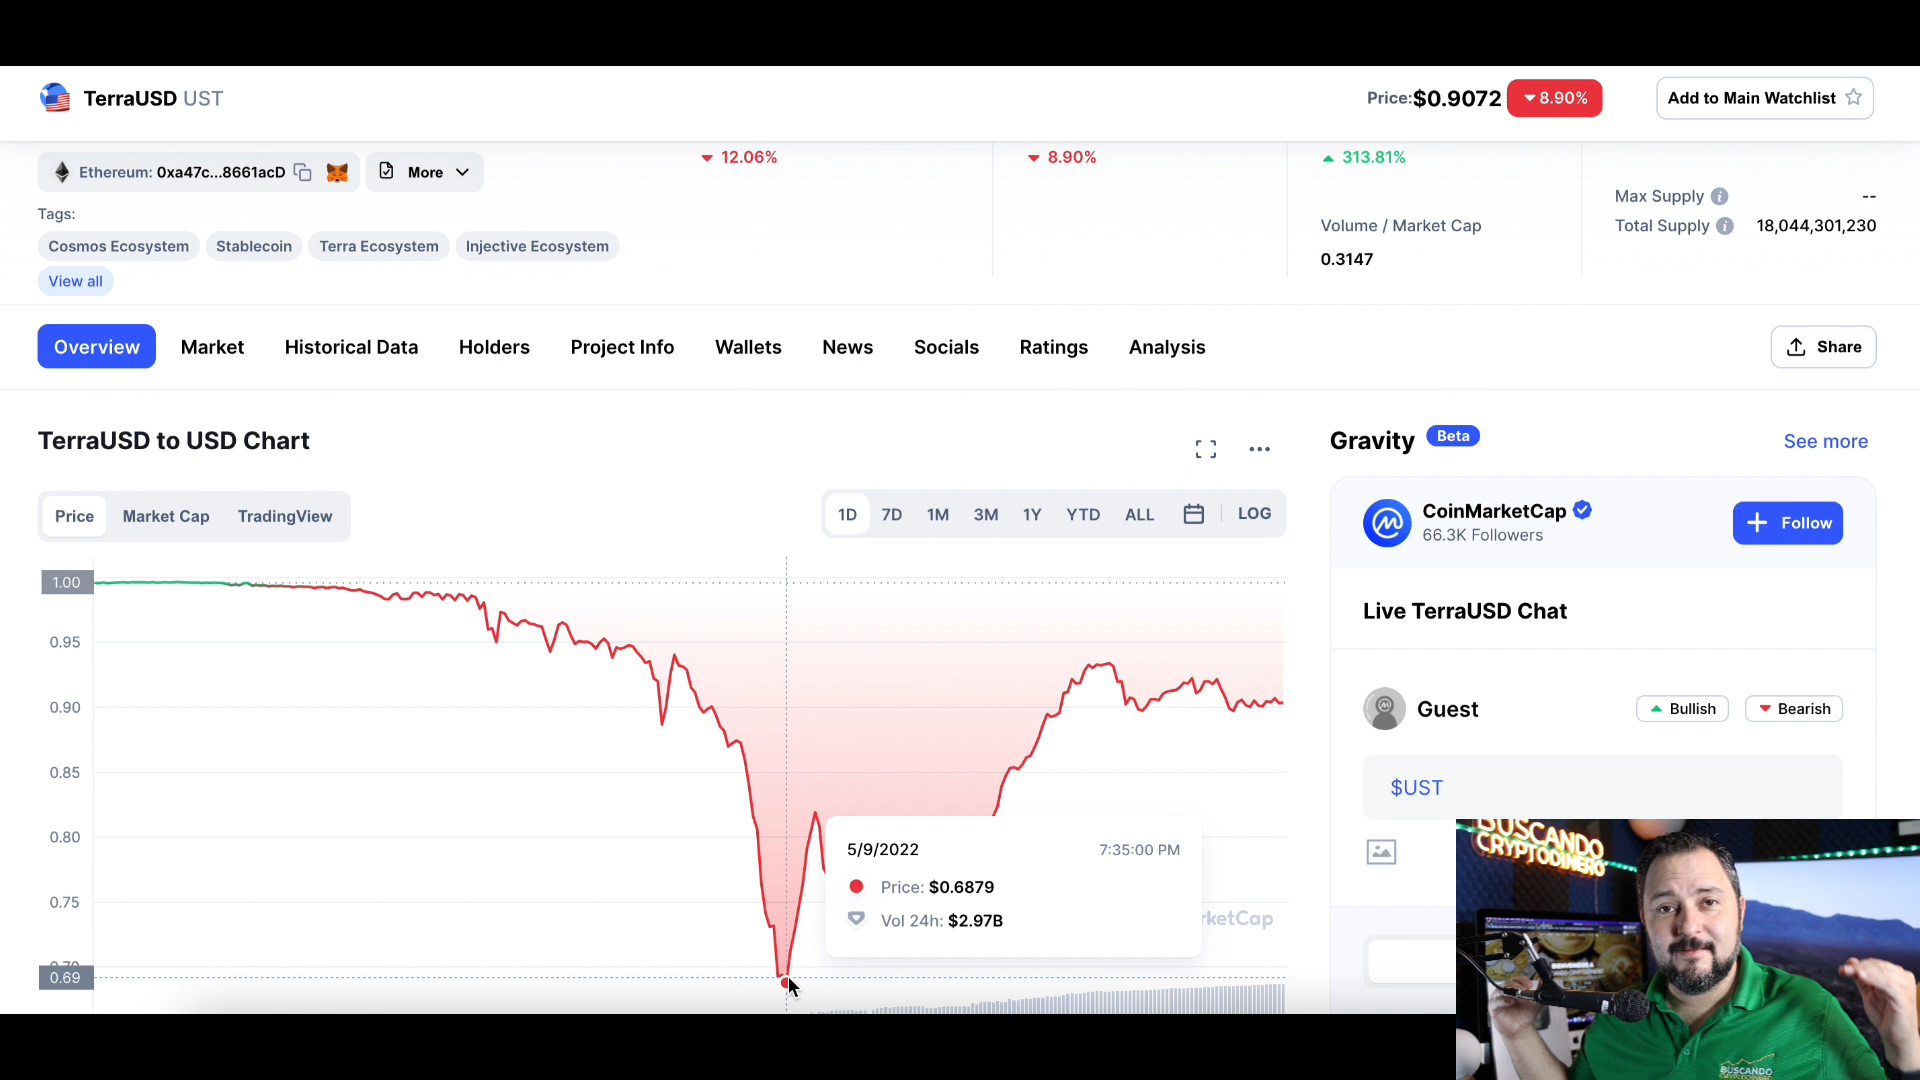 TerraUSD UST
Price:$0.9072 8.90%
Add to Main Watchlist
Ethereum: 0xa47c...8661acD
More
12.06%
8.90%
313.81%
Tags:
Max Supply --
Total Supply 18,044,301,230
Volume / Market Cap
0.3147
Cosmos Ecosystem Stablecoin Terra Ecosystem Injective Ecosystem
View all
Overview Market Historical Data Holders Project Info Wallets News Socials Ratings Analysis
Share
TerraUSD to USD Chart
Price Market Cap TradingView
1D 7D 1M 3M 1Y YTD ALL LOG
1.00
0.95
0.90
0.85
0.80
0.75
0.70
0.69
5/9/2022 7:35:00 PM
Price: $0.6879
Vol 24h: $2.97B
rketCap
Gravity Beta
See more
CoinMarketCap
66.3K Followers
Follow
Live TerraUSD Chat
Guest
Bullish
Bearish
$UST
BUSCANDO
CRYPTODINERO
BUSCANDO